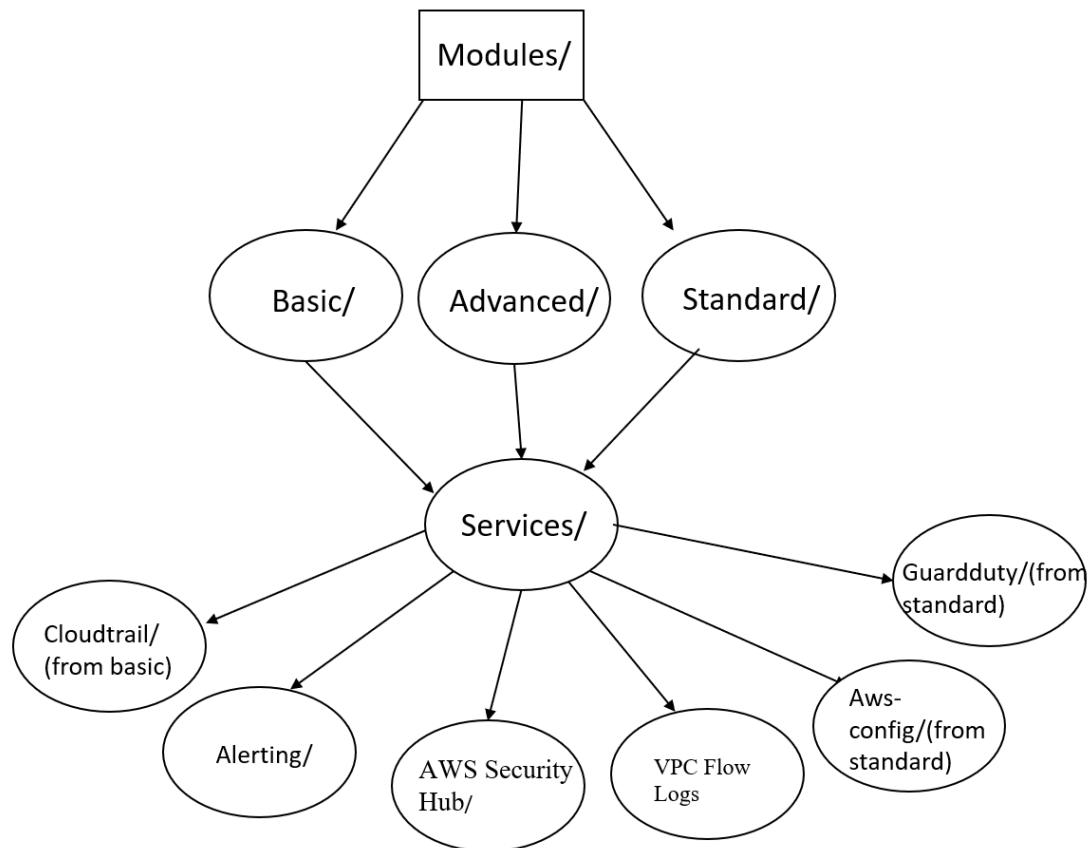 Modules/
Basic/
Advanced/
Standard/
Services/
Guardduty/(from
standard)
Cloudtrail/
(from basic)
Aws-
config/(from
standard)
Alerting/
AWS Security
Hub/
VPC Flow
Logs